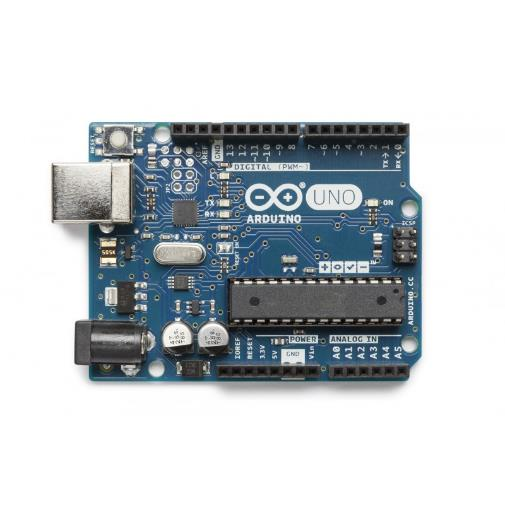 RESET
AREF
GND
13
12
~11
~10
~9
8
7
~6
~5
4
~3
2
TX→1
RX←0
DIGITAL (PWM~)
TX
RX
UNO
ARDUINO
ON
ICSP
ARDUINO.CC
IOREF
RESET
3.3V
5V
GND
Vin
POWER
ANALOG IN
A0
A1
A2
A3
A4
A5